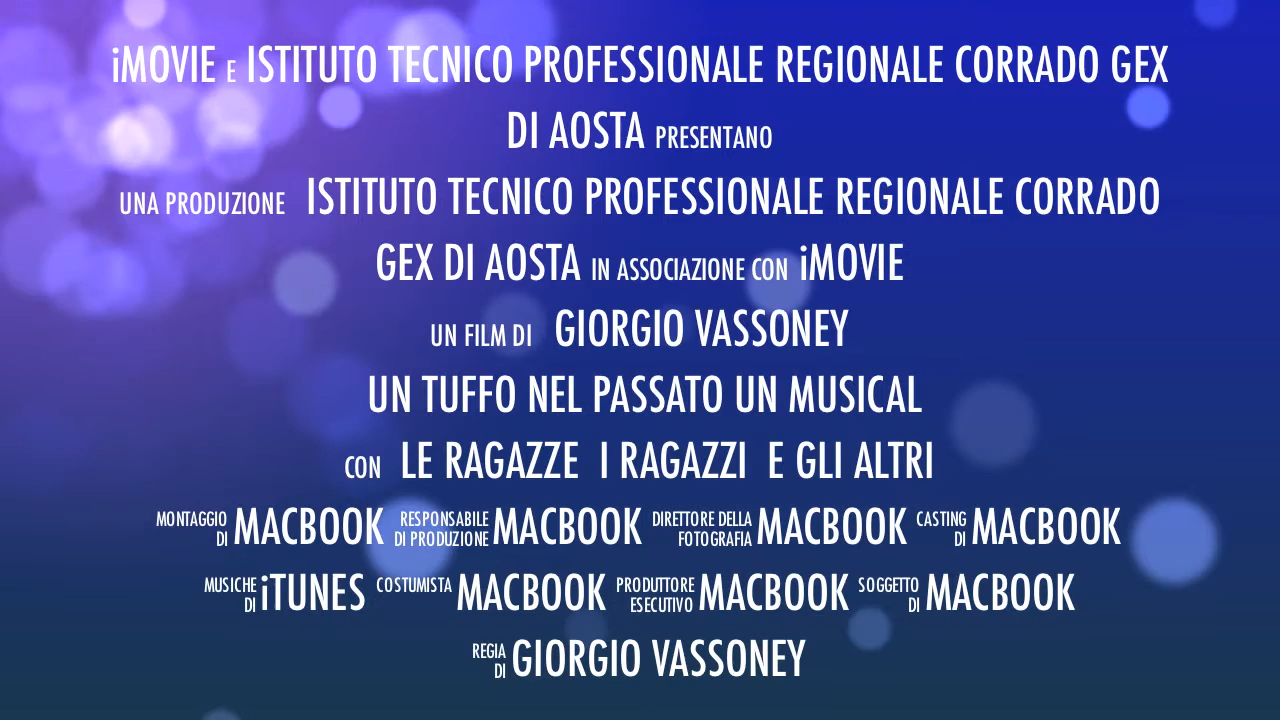 iMOVIE E ISTITUTO TECNICO PROFESSIONALE REGIONALE CORRADO GEX
DI AOSTA PRESENTANO
UNA PRODUZIONE ISTITUTO TECNICO PROFESSIONALE REGIONALE CORRADO
GEX DI AOSTA IN ASSOCIAZIONE CON iMOVIE
UN FILM DI GIORGIO VASSONEY
UN TUFFO NEL PASSATO UN MUSICAL
CON LE RAGAZZE I RAGAZZI E GLI ALTRI
MONTAGGIO DI MACBOOK RESPONSABILE DI PRODUZIONE MACBOOK DIRETTORE DELLA FOTOGRAFIA MACBOOK CASTING DI MACBOOK
MUSICHE DI iTUNES COSTUMISTA MACBOOK PRODUTTORE ESECUTIVO MACBOOK SOGGETTO DI MACBOOK
REGIA DI GIORGIO VASSONEY